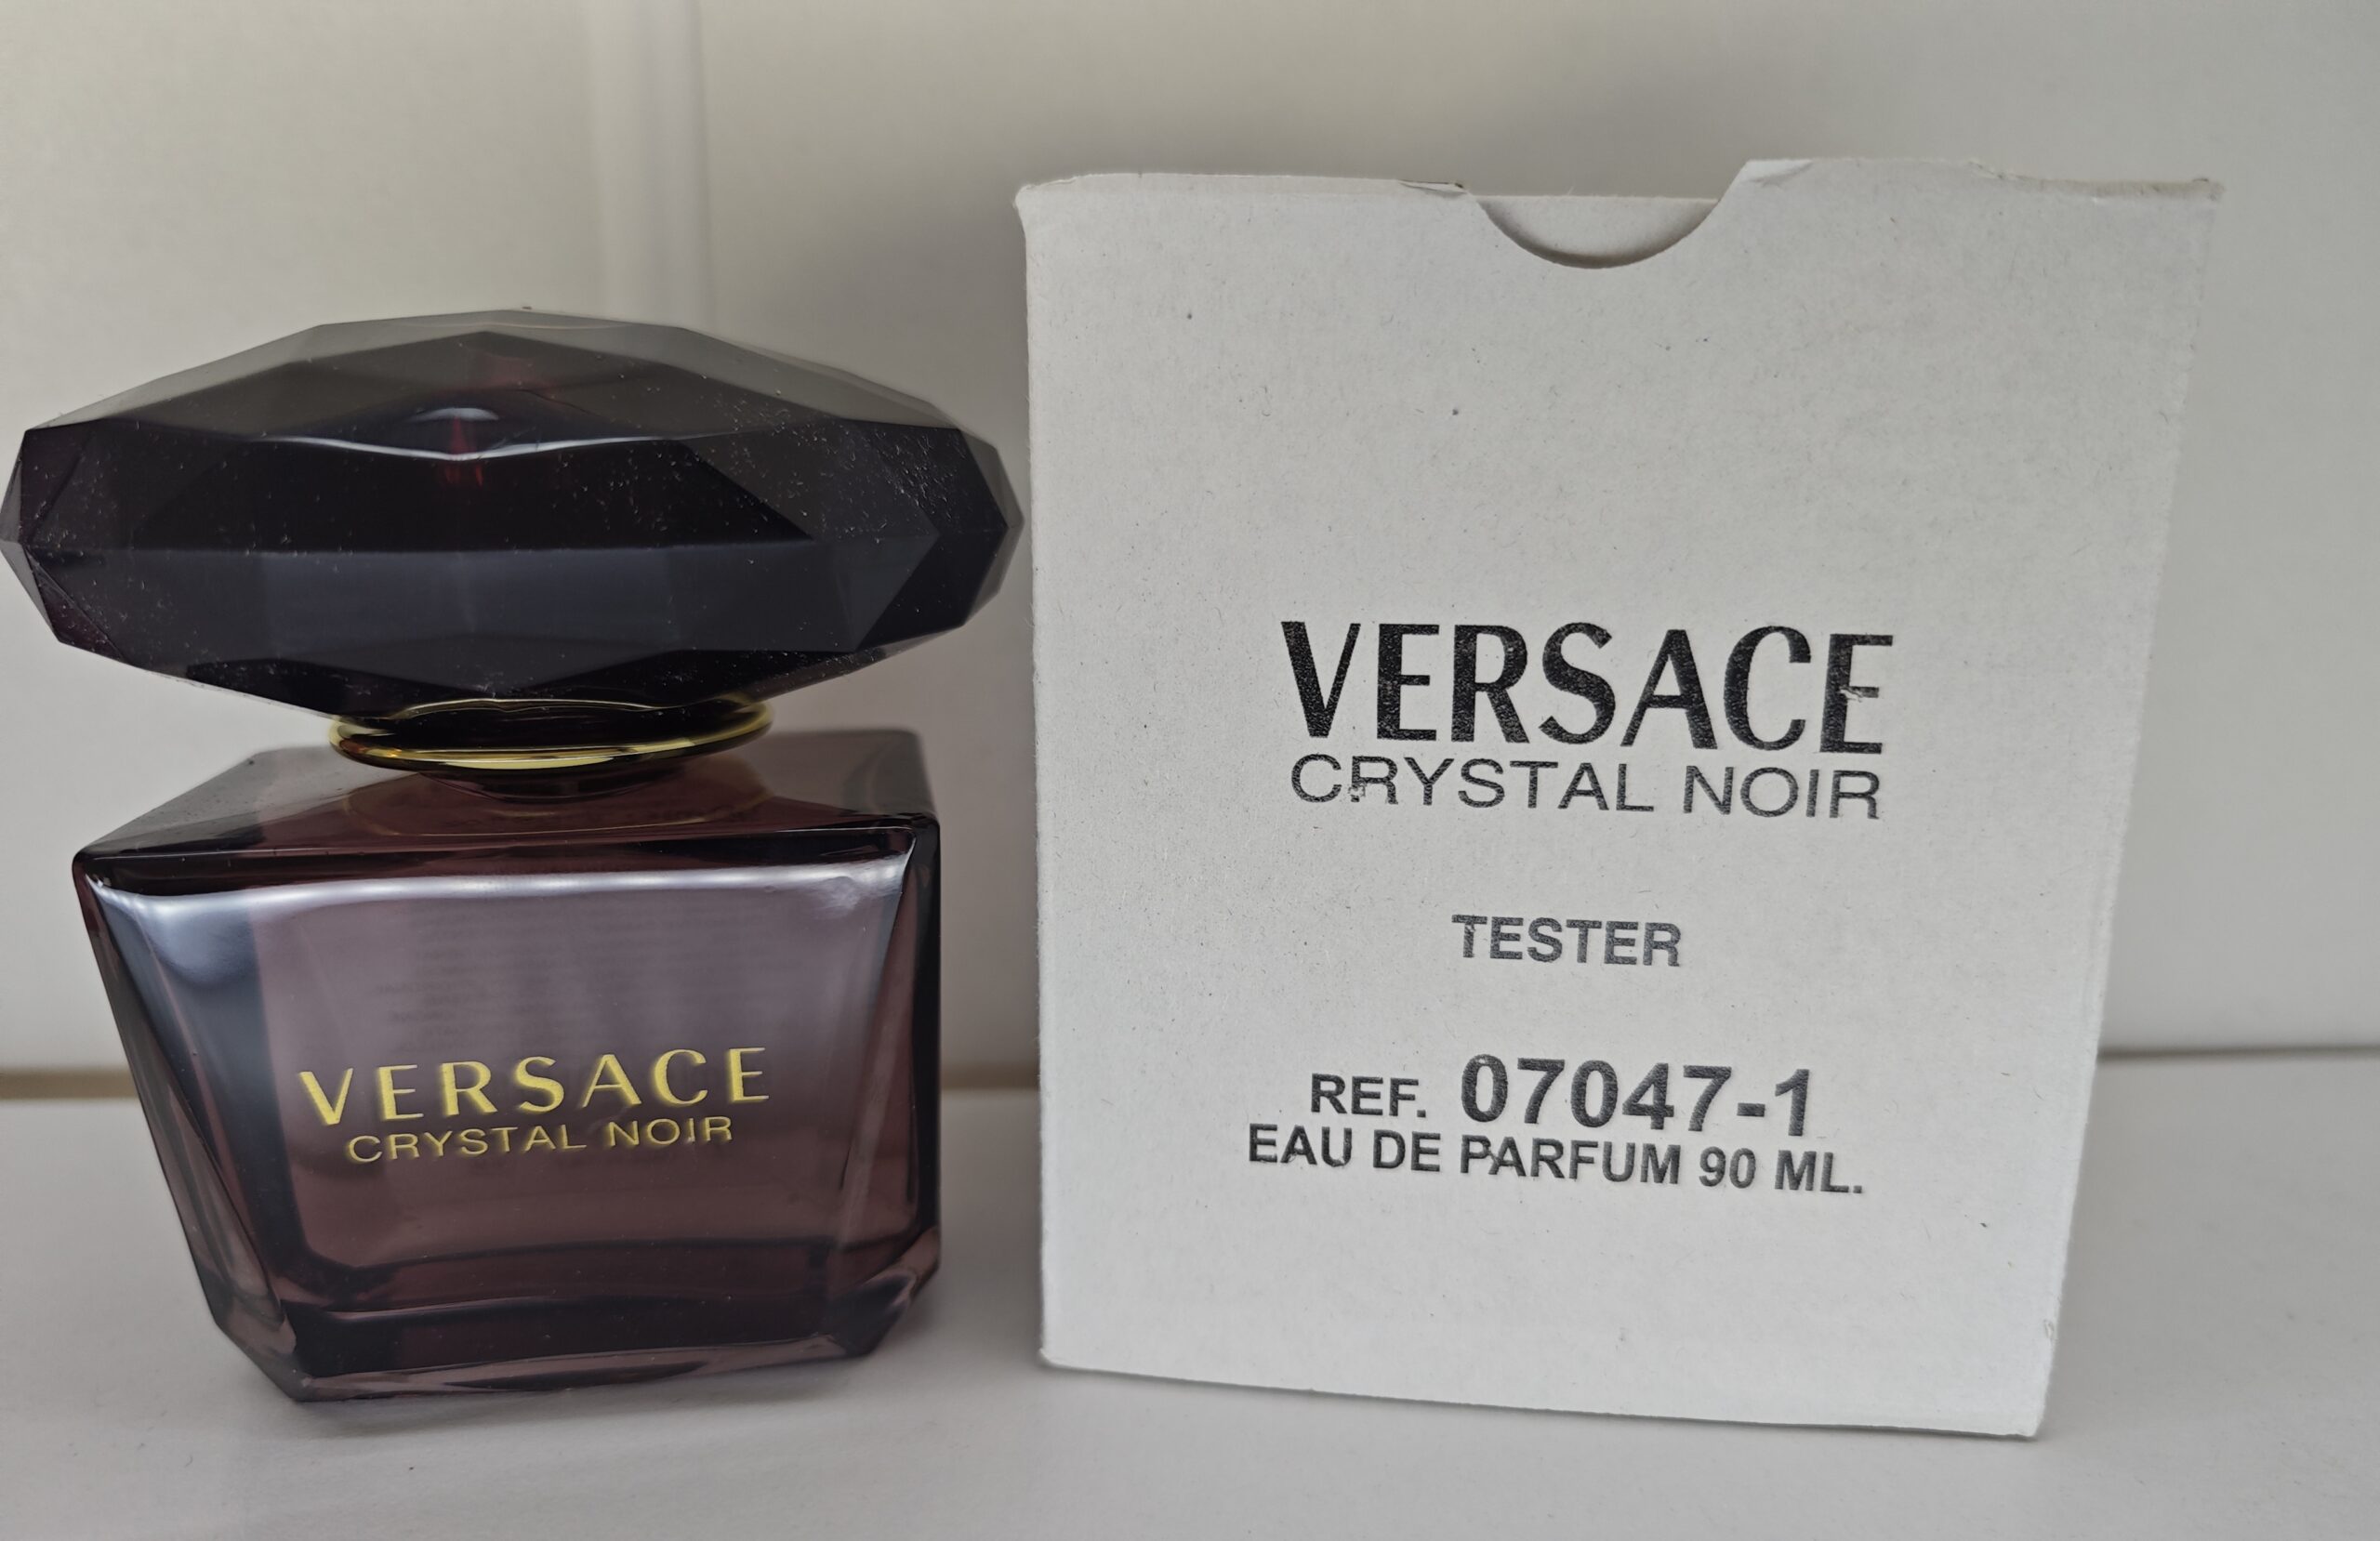 VERSACE
CRYSTAL NOIR
VERSACE
CRYSTAL NOIR
TESTER
REF. 07047-1
EAU DE PARFUM 90 ML.